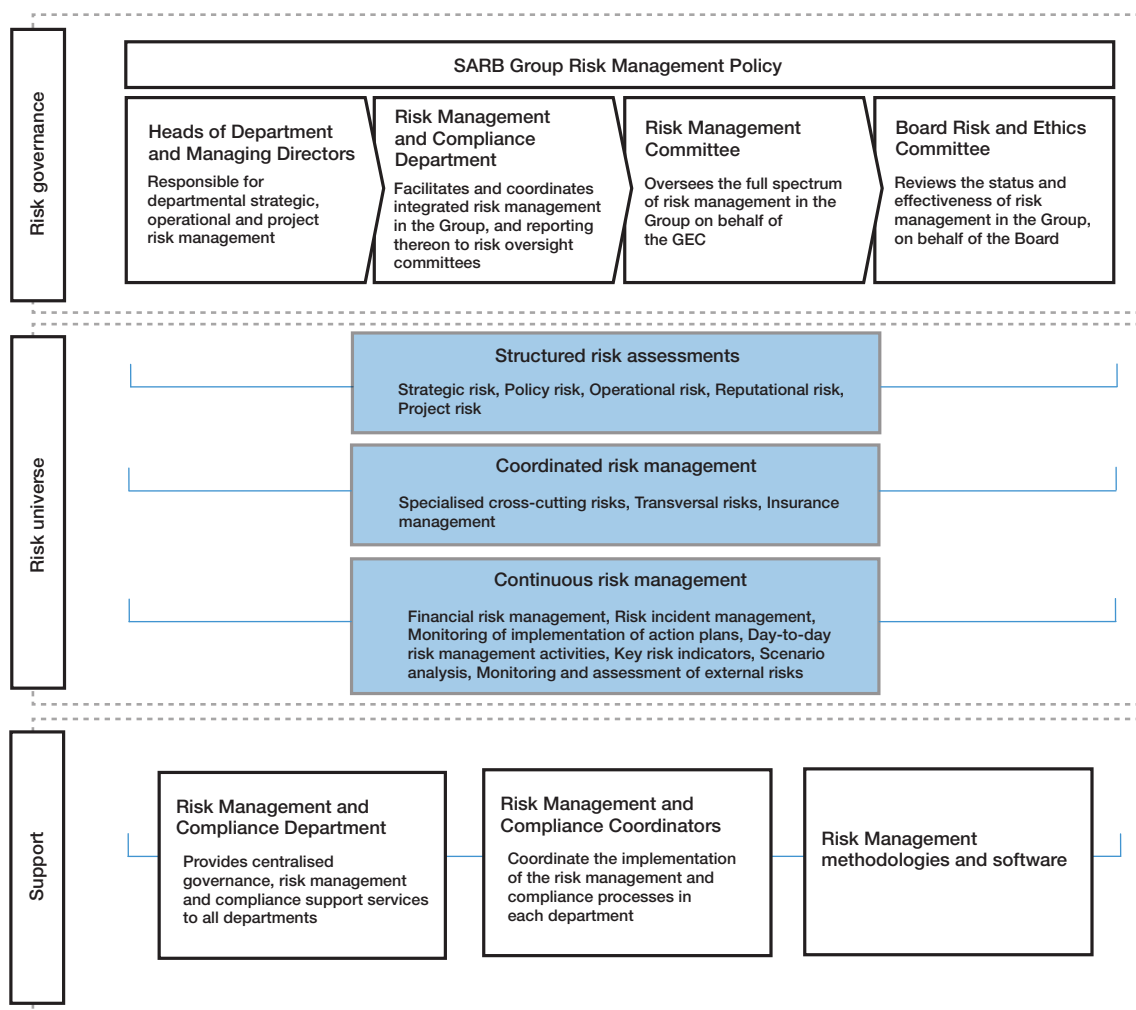 Risk governance
SARB Group Risk Management Policy
Heads of Department
and Managing Directors
Responsible for
departmental strategic,
operational and project
risk management
Risk Management
and Compliance
Department
Facilitates and coordinates
integrated risk management
in the Group, and reporting
thereon to risk oversight
committees
Risk Management
Committee
Oversees the full spectrum
of risk management in the
Group on behalf of
the GEC
Board Risk and Ethics
Committee
Reviews the status and
effectiveness of risk
management in the Group,
on behalf of the Board
Risk universe
Structured risk assessments
Strategic risk, Policy risk, Operational risk, Reputational risk,
Project risk
Coordinated risk management
Specialised cross-cutting risks, Transversal risks, Insurance
management
Continuous risk management
Financial risk management, Risk incident management,
Monitoring of implementation of action plans, Day-to-day
risk management activities, Key risk indicators, Scenario
analysis, Monitoring and assessment of external risks
Support
Risk Management and
Compliance Department
Provides centralised
governance, risk management
and compliance support services
to all departments
Risk Management and
Compliance Coordinators
Coordinate the implementation
of the risk management and
compliance processes in
each department
Risk Management
methodologies and software